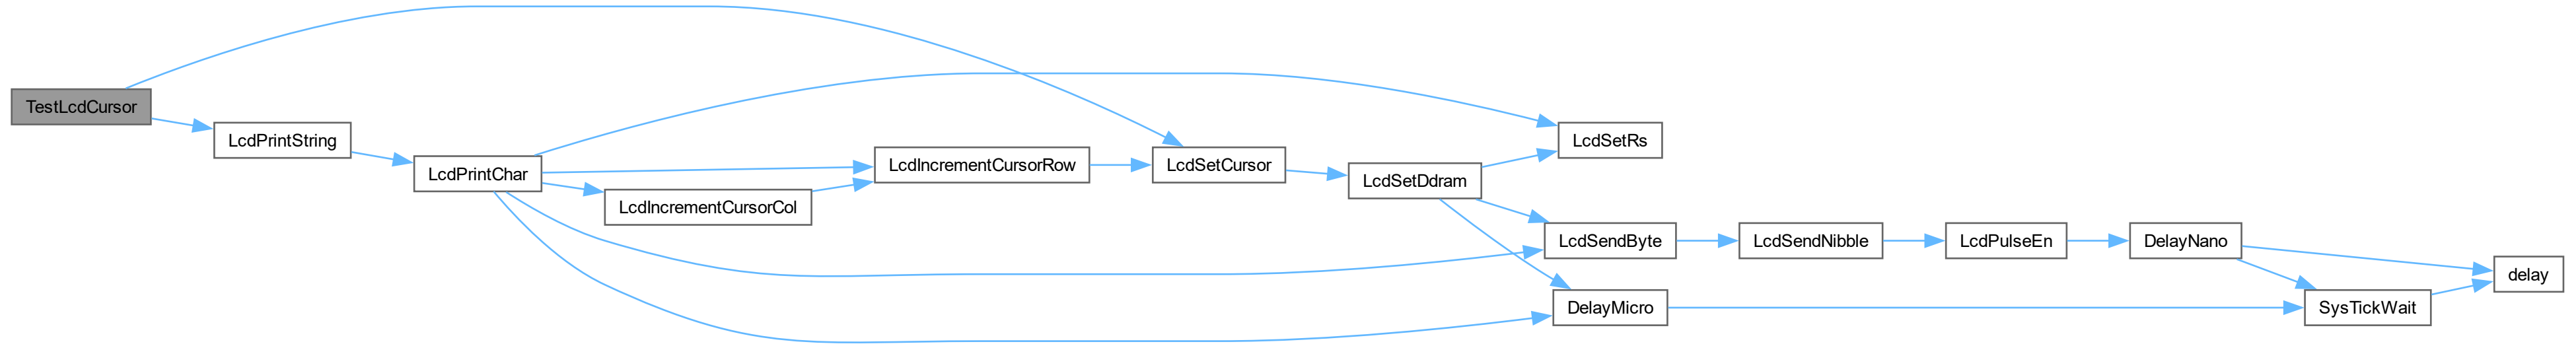 TestLcdCursor
LcdPrintString
LcdPrintChar
LcdIncrementCursorRow
LcdIncrementCursorCol
LcdSetCursor
LcdSetDdram
LcdSetRs
LcdSendByte
DelayMicro
LcdSendNibble
LcdPulseEn
DelayNano
SysTickWait
delay